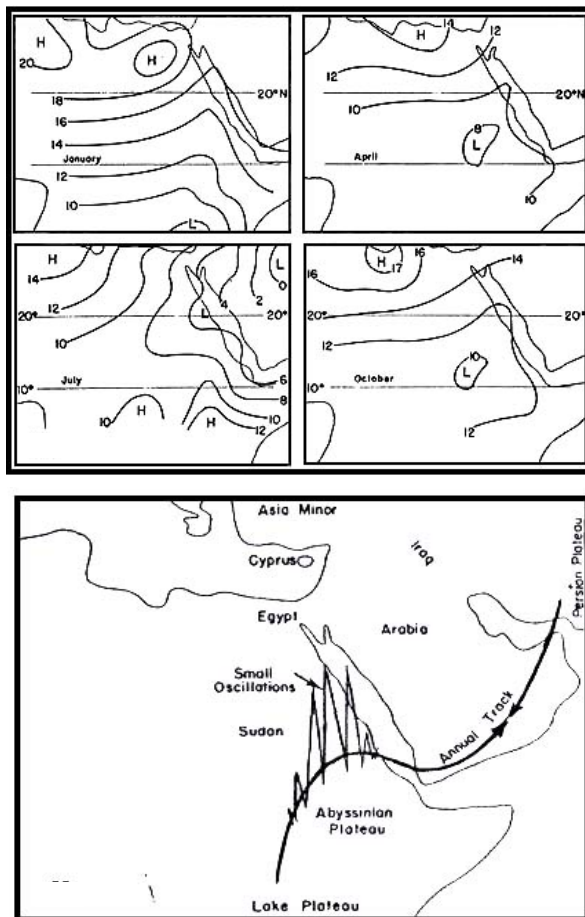 H
20
H
18
20°N
16
14
January
12
10
L
14
H
12
12
20°N
10
8
L
April
10
H
14
L
0
12
4
2
20°
L
20°
10
10°
July
6
8
H
10
10
H
12
16
H
17
16
14
20°
20°
12
10
L
10°
October
12
Asia Minor
Cyprus
Iraq
Persian Plateau
Egypt
Arabia
Small
Oscillations
Sudan
Annual Track
Abyssinian
Plateau
Lake Plateau